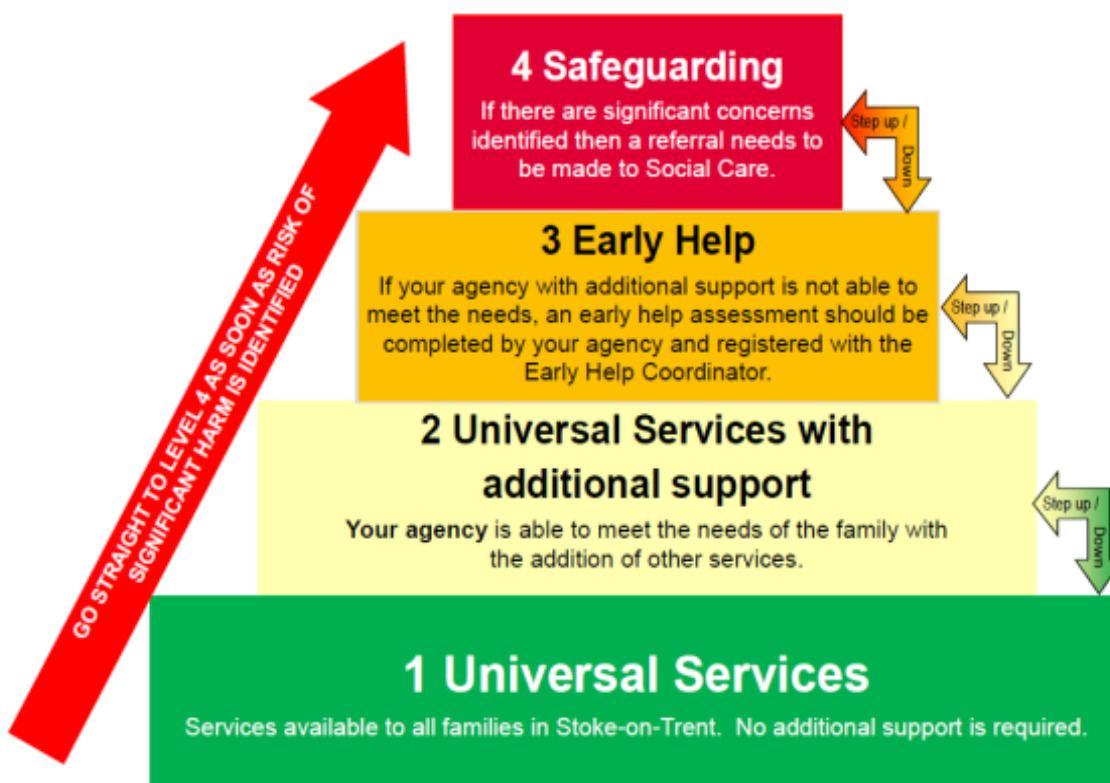 4 Safeguarding
If there are significant concerns
identified then a referral needs to
be made to Social Care.
Step up /
Down
3 Early Help
If your agency with additional support is not able to
meet the needs, an early help assessment should be
completed by your agency and registered with the
Early Help Coordinator.
Step up /
Down
2 Universal Services with
additional support
Your agency is able to meet the needs of the family with
the addition of other services.
Step up /
Down
1 Universal Services
Services available to all families in Stoke-on-Trent. No additional support is required.
GO STRAIGHT TO LEVEL 4 AS SOON AS RISK OF
SIGNIFICANT HARM IS IDENTIFIED